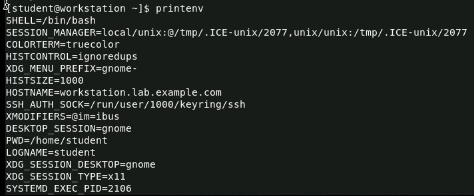 [student@workstation ~]$ printenv
SHELL=/bin/bash
SESSION_MANAGER=local/unix:@/tmp/.ICE-unix/2077,unix/unix:/tmp/.ICE-unix/2077
COLORTERM=truecolor
HISTCONTROL=ignoredups
XDG_MENU_PREFIX=gnome-
HISTSIZE=1000
HOSTNAME=workstation.lab.example.com
SSH_AUTH_SOCK=/run/user/1000/keyring/ssh
XMODIFIERS=@im=ibus
DESKTOP_SESSION=gnome
PWD=/home/student
LOGNAME=student
XDG_SESSION_DESKTOP=gnome
XDG_SESSION_TYPE=x11
SYSTEMD_EXEC_PID=2106